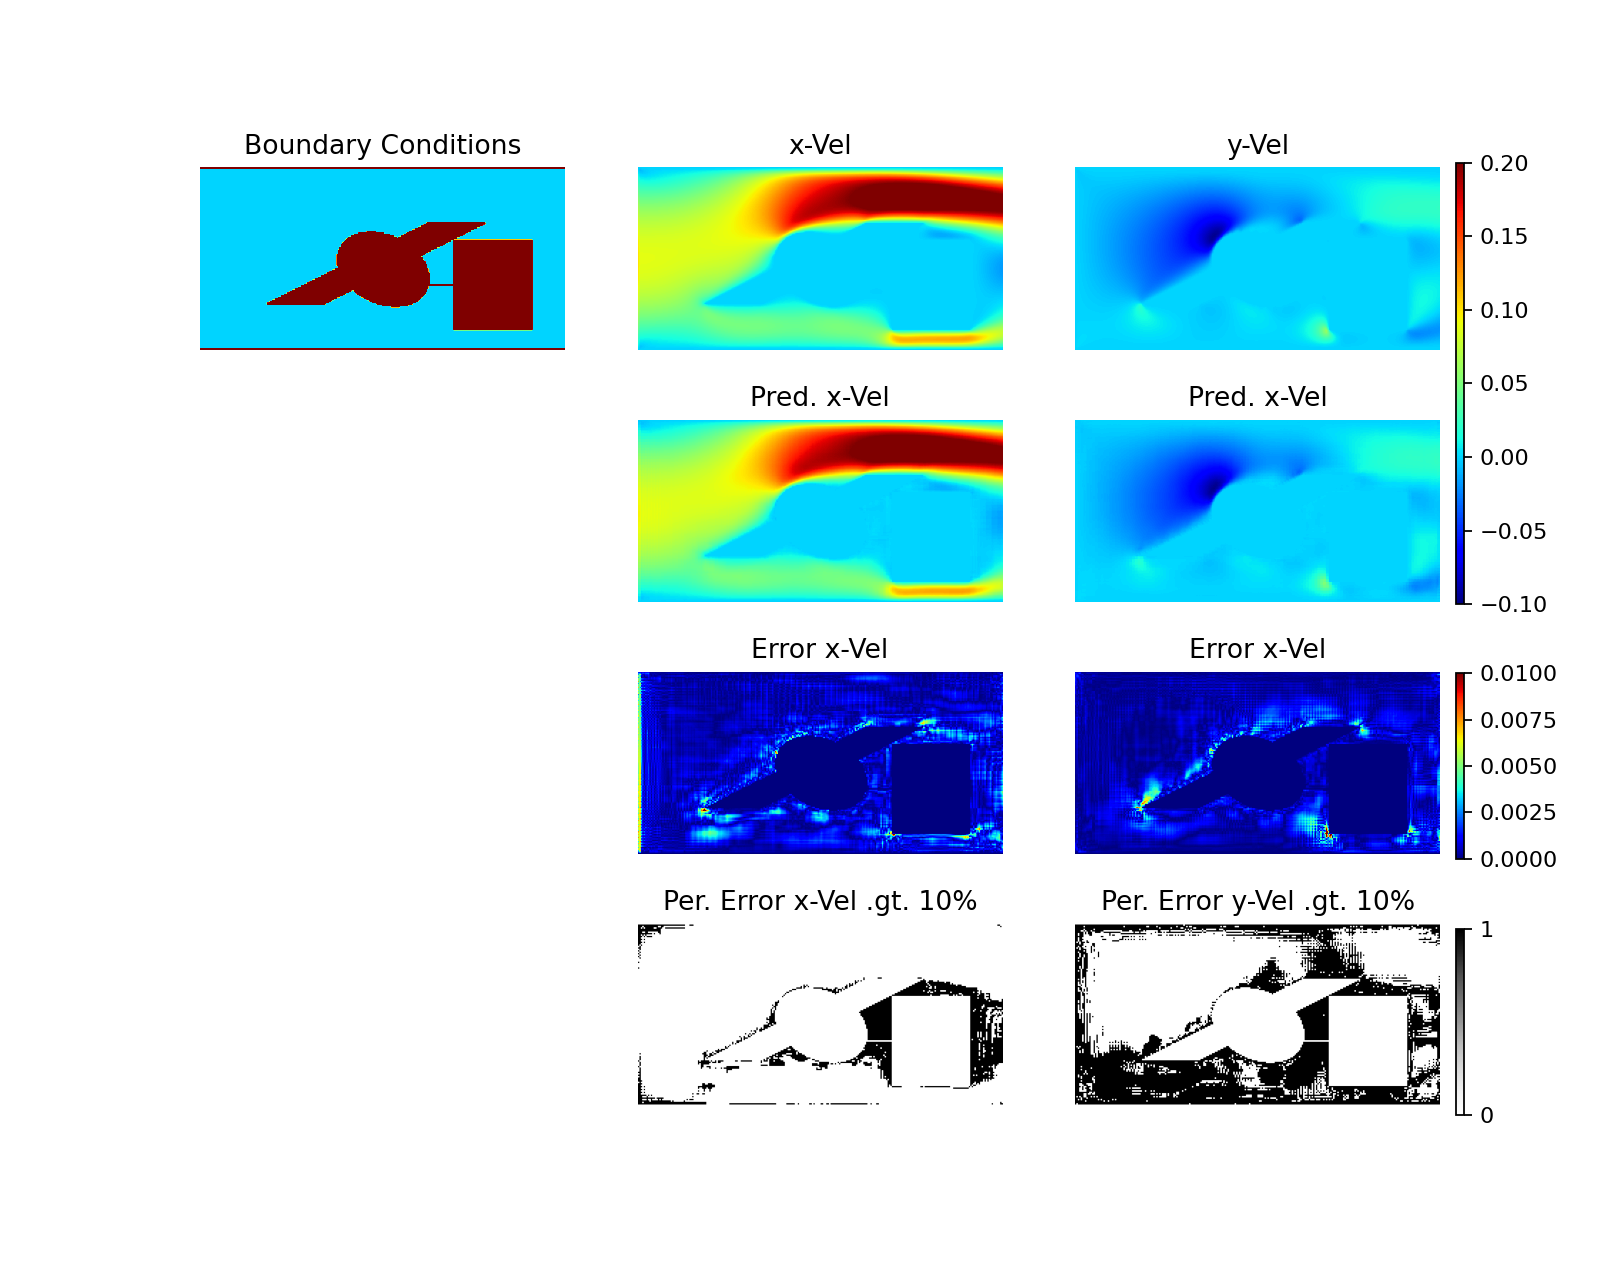 Boundary Conditions
x-Vel
y-Vel
0.20
0.15
0.10
0.05
0.00
−0.05
−0.10
Pred. x-Vel
Pred. x-Vel
Error x-Vel
Error x-Vel
0.0100
0.0075
0.0050
0.0025
0.0000
Per. Error x-Vel .gt. 10%
Per. Error y-Vel .gt. 10%
1
0